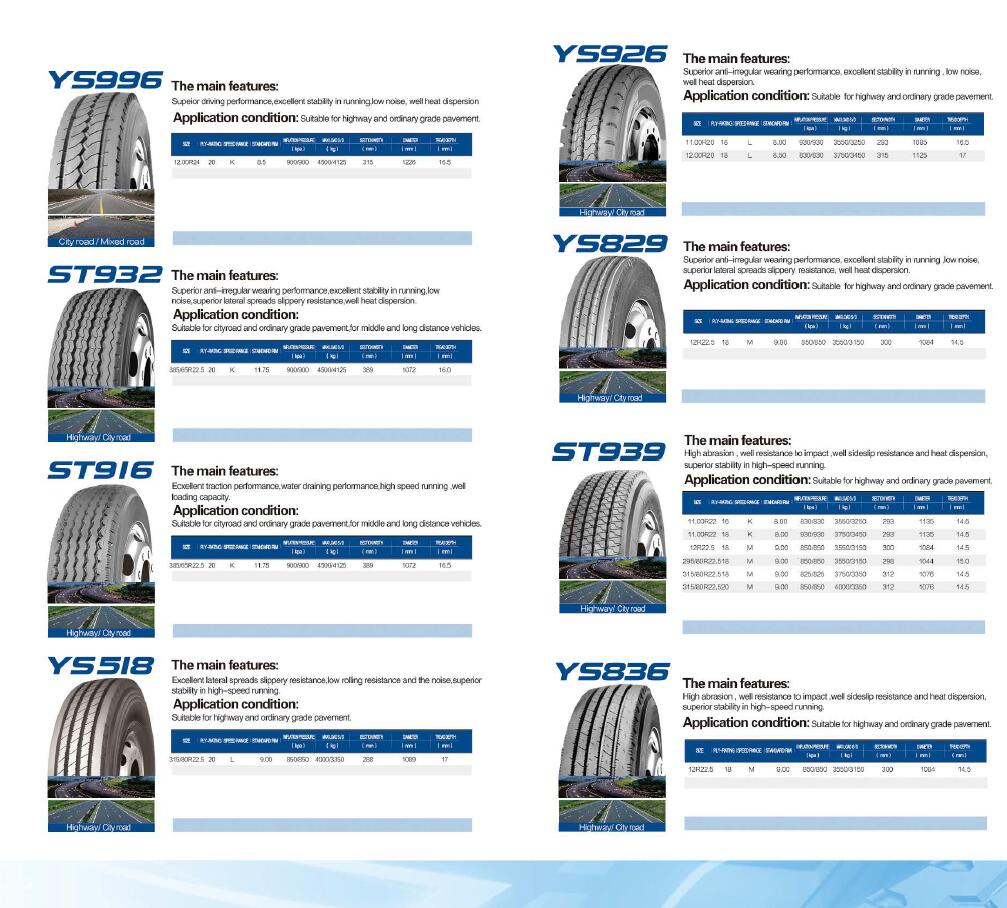 YS996
The main features:
Supeior driving performance,excellent stability in running,low noise, well heat dispersion
Application condition: Suitable for highway and ordinary grade pavement.
SIZE PLY-RATING SPEED RANGE STANDARD RIM INFLATION PRESSURE (kpa) MAX.LOAD S/D (kg) SECTION WIDTH (mm) DIAMETER (mm) TREAD DEPTH (mm)
12.00R24 20 K 8.5 900/900 4500/4125 315 1226 16.5
City road / Mixed road
ST932
The main features:
Superior anti-irregular wearing performance,excellent stability in running,low
noise,superior lateral spreads slippery resistance,well heat dispersion.
Application condition:
Suitable for cityroad and ordinary grade pavement,for middle and long distance vehicles.
SIZE PLY-RATING SPEED RANGE STANDARD RIM INFLATION PRESSURE (kpa) MAX.LOAD S/D (kg) SECTION WIDTH (mm) DIAMETER (mm) TREAD DEPTH (mm)
385/65R22.5 20 K 11.75 900/900 4500/4125 389 1072 16.0
Highway/ City road
ST916
The main features:
Ecxellent traction performance,water draining performance,high speed running ,well
loading capacity.
Application condition:
Suitable for cityroad and ordinary grade pavement,for middle and long distance vehicles.
SIZE PLY-RATING SPEED RANGE STANDARD RIM INFLATION PRESSURE (kpa) MAX.LOAD S/D (kg) SECTION WIDTH (mm) DIAMETER (mm) TREAD DEPTH (mm)
385/65R22.5 20 K 11.75 900/900 4500/4125 389 1072 16.5
Highway/ City road
YS518
The main features:
Excellent lateral spreads slippery resistance,low rolling resistance and the noise,superior
stability in high-speed running.
Application condition:
Suitable for highway and ordinary grade pavement.
SIZE PLY-RATING SPEED RANGE STANDARD RIM INFLATION PRESSURE (kpa) MAX.LOAD S/D (kg) SECTION WIDTH (mm) DIAMETER (mm) TREAD DEPTH (mm)
315/80R22.5 20 L 9.00 850/850 4000/3350 288 1089 17
Highway/ City road
YS926
The main features:
Superior anti-irregular wearing performance, excellent stability in running , low noise,
well heat dispersion.
Application condition: Suitable for highway and ordinary grade pavement.
SIZE PLY-RATING SPEED RANGE STANDARD RIM INFLATION PRESSURE (kpa) MAX.LOAD S/D (kg) SECTION WIDTH (mm) DIAMETER (mm) TREAD DEPTH (mm)
11.00R20 18 L 8.00 930/930 3550/3250 293 1085 16.5
12.00R20 18 L 8.50 830/830 3750/3450 315 1125 17
Highway/ City road
YS829
The main features:
Superior anti-irregular wearing performance, excellent stability in running ,low noise,
superior lateral spreads slippery resistance, well heat dispersion.
Application condition: Suitable for highway and ordinary grade pavement.
SIZE PLY-RATING SPEED RANGE STANDARD RIM INFLATION PRESSURE (kpa) MAX.LOAD S/D (kg) SECTION WIDTH (mm) DIAMETER (mm) TREAD DEPTH (mm)
12R22.5 18 M 9.00 850/850 3550/3150 300 1084 14.5
Highway/ City road
ST939
The main features:
High abrasion , well resistance to impact ,well sideslip resistance and heat dispersion,
superior stability in high-speed running.
Application condition: Suitable for highway and ordinary grade pavement.
SIZE PLY-RATING SPEED RANGE STANDARD RIM INFLATION PRESSURE (kpa) MAX.LOAD S/D (kg) SECTION WIDTH (mm) DIAMETER (mm) TREAD DEPTH (mm)
11.00R22 16 K 8.00 830/830 3550/3250 293 1135 14.5
11.00R22 18 K 8.00 930/930 3750/3450 293 1135 14.5
12R22.5 18 M 9.00 850/850 3550/3150 300 1084 14.5
295/80R22.5 18 M 9.00 850/850 3550/3150 298 1044 15.0
315/80R22.5 18 M 9.00 825/825 3750/3350 312 1076 14.5
315/80R22.5 20 M 9.00 850/850 4000/3350 312 1076 14.5
Highway/ City road
YS836
The main features:
High abrasion , well resistance to impact ,well sideslip resistance and heat dispersion,
superior stability in high-speed running.
Application condition: Suitable for highway and ordinary grade pavement.
SIZE PLY-RATING SPEED RANGE STANDARD RIM INFLATION PRESSURE (kpa) MAX.LOAD S/D (kg) SECTION WIDTH (mm) DIAMETER (mm) TREAD DEPTH (mm)
12R22.5 18 M 9.00 850/850 3550/3150 300 1084 14.5
Highway/ City road